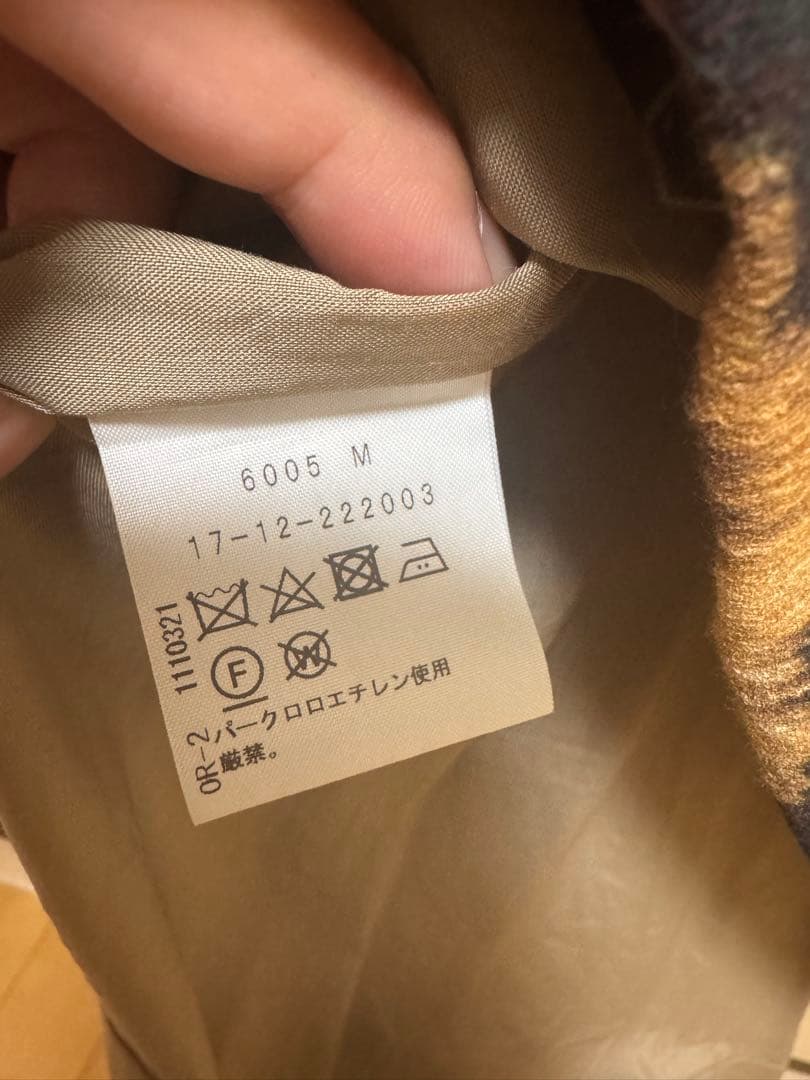 6005 M
17-12-222003
1110321
F
W
OR-2
パークロロエチレン使用
厳禁。